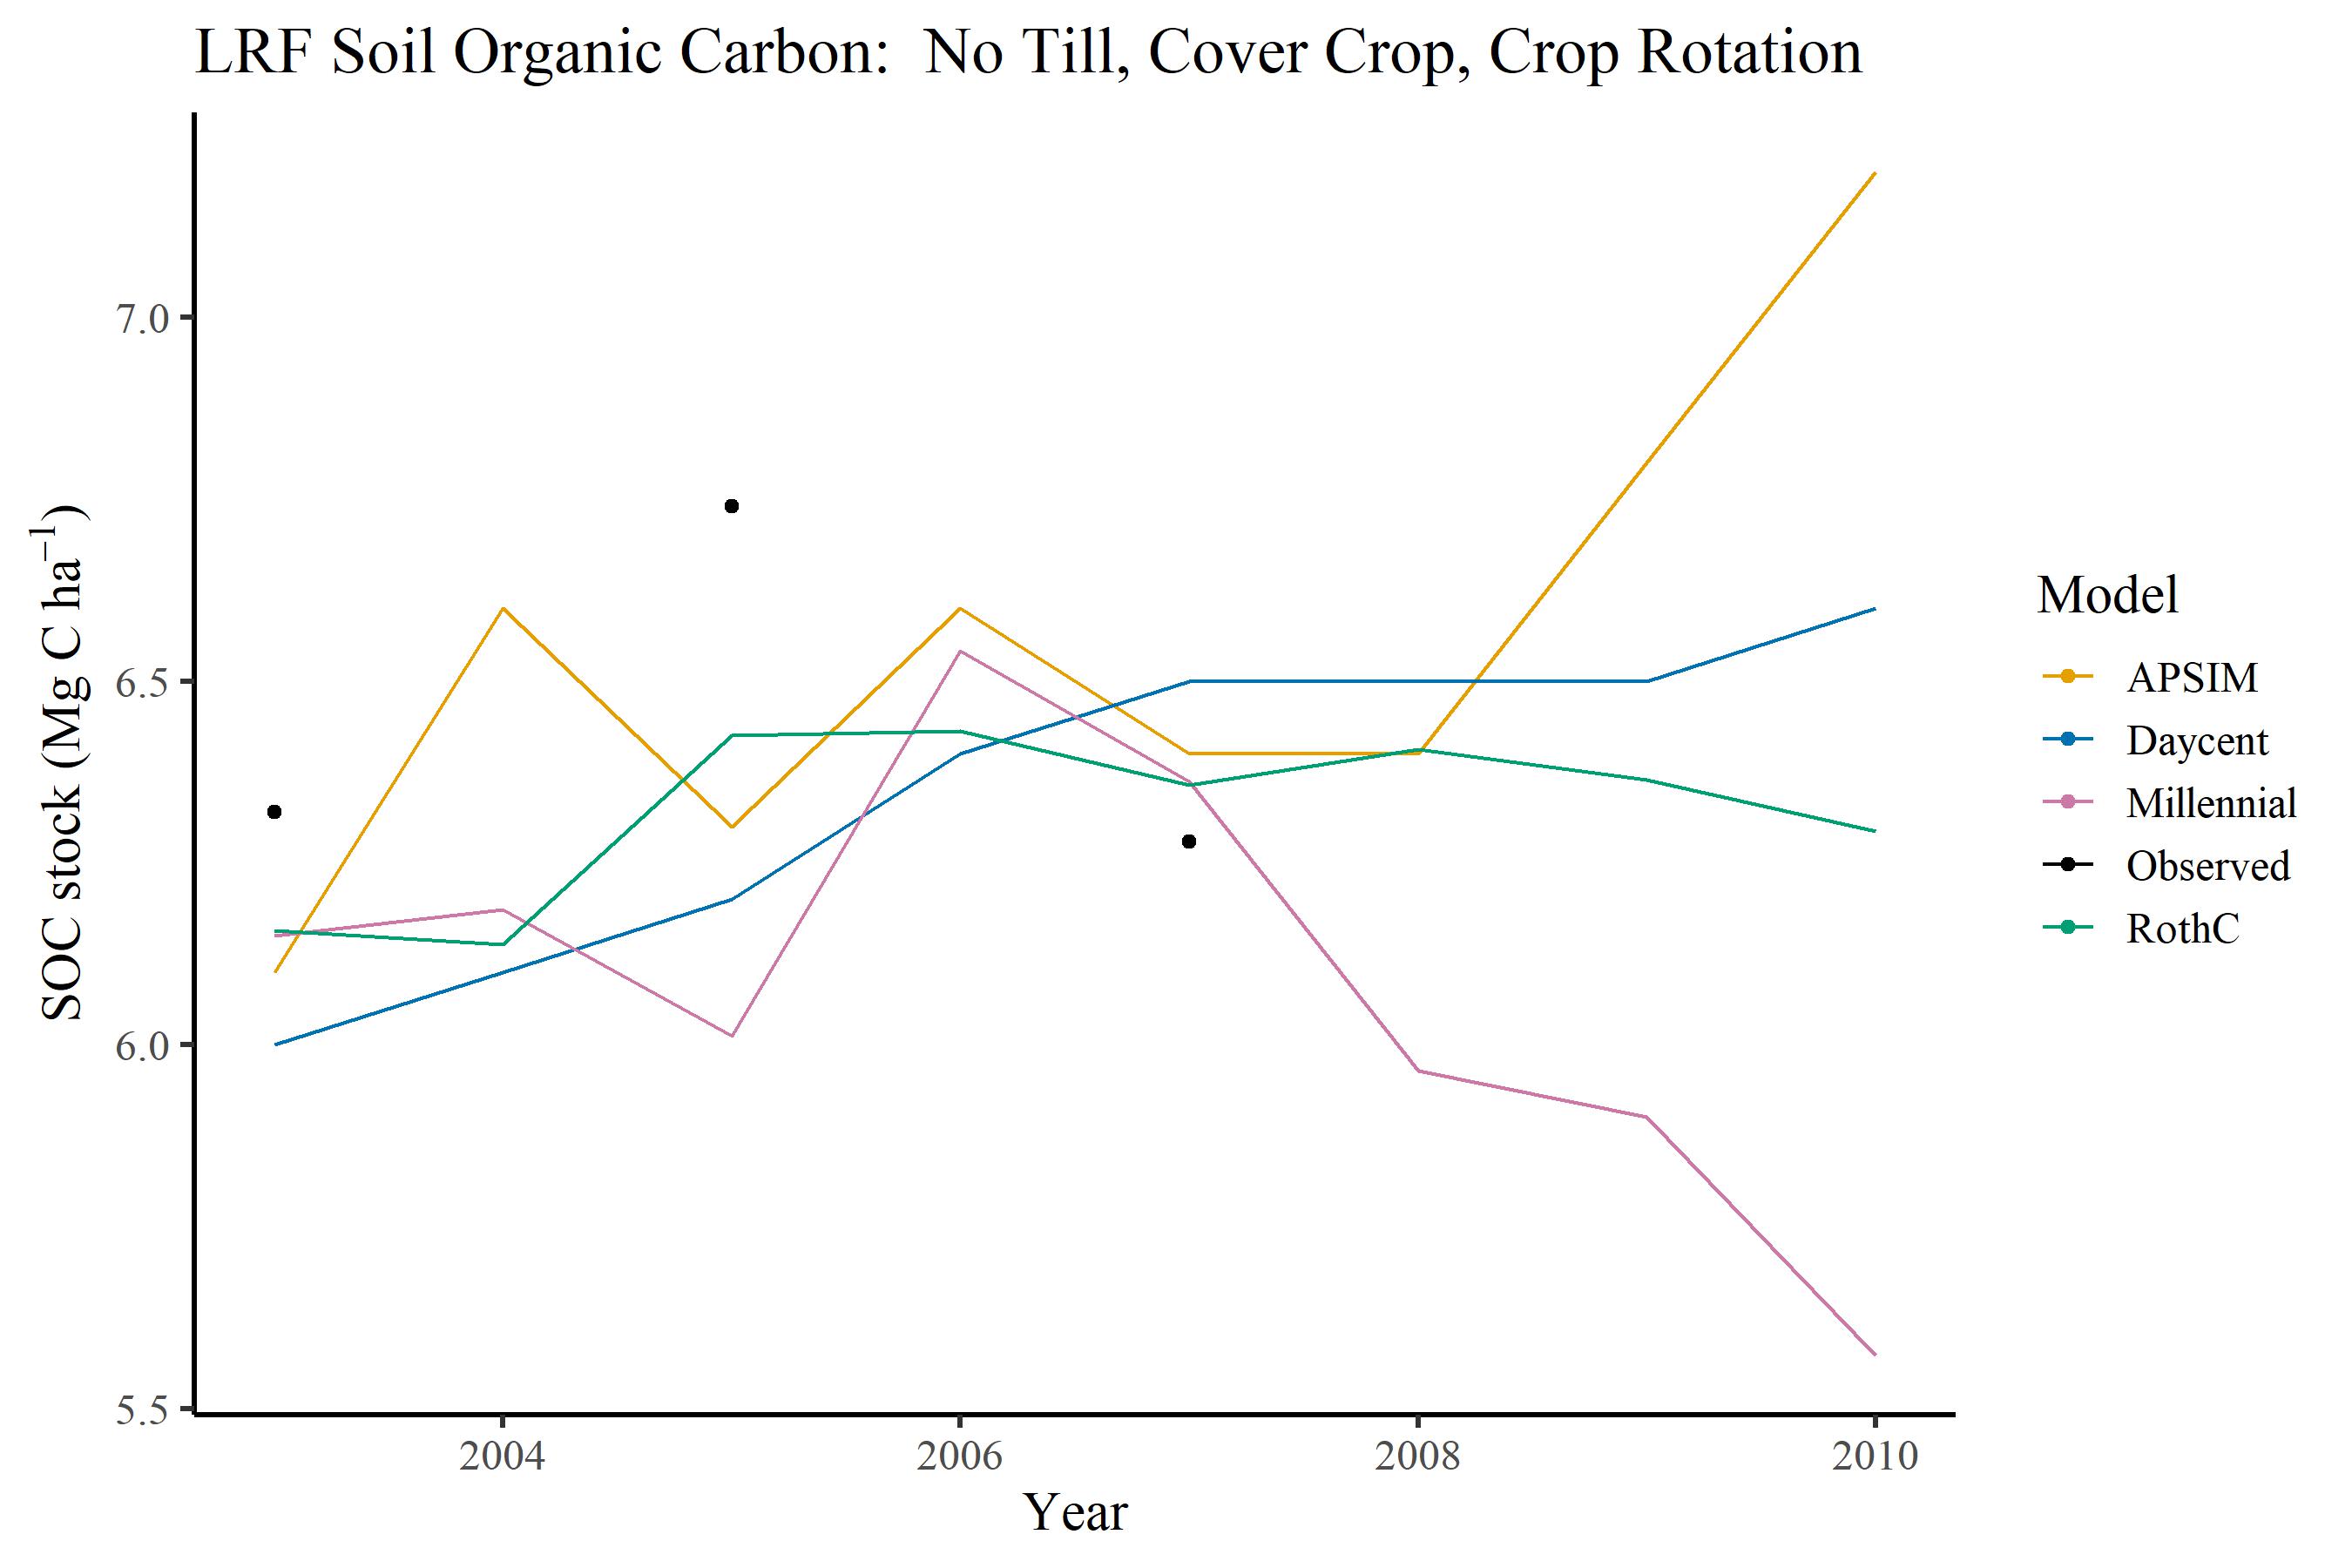 LRF Soil Organic Carbon:  No Till, Cover Crop, Crop Rotation
SOC stock (Mg C ha⁻¹)
7.0
6.5
6.0
5.5
2004
2006
2008
2010
Year
Model
APSIM
Daycent
Millennial
Observed
RothC